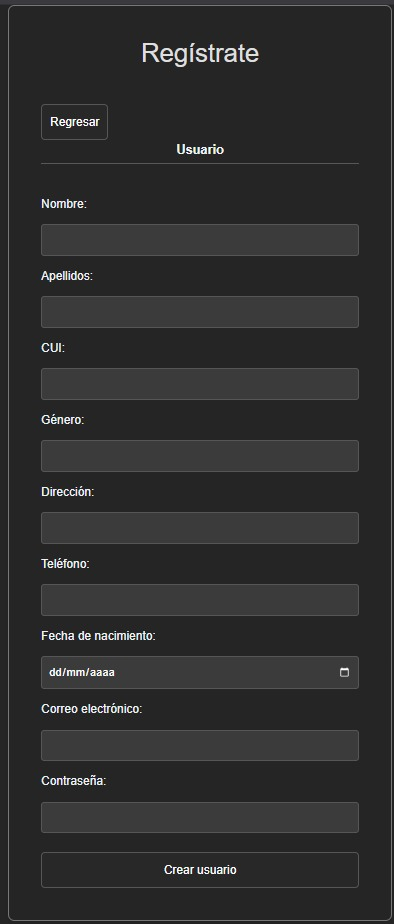 Regístrate
Regresar
Usuario
Nombre:
Apellidos:
CUI:
Género:
Dirección:
Teléfono:
Fecha de nacimiento:
dd/mm/aaaa
Correo electrónico:
Contraseña:
Crear usuario